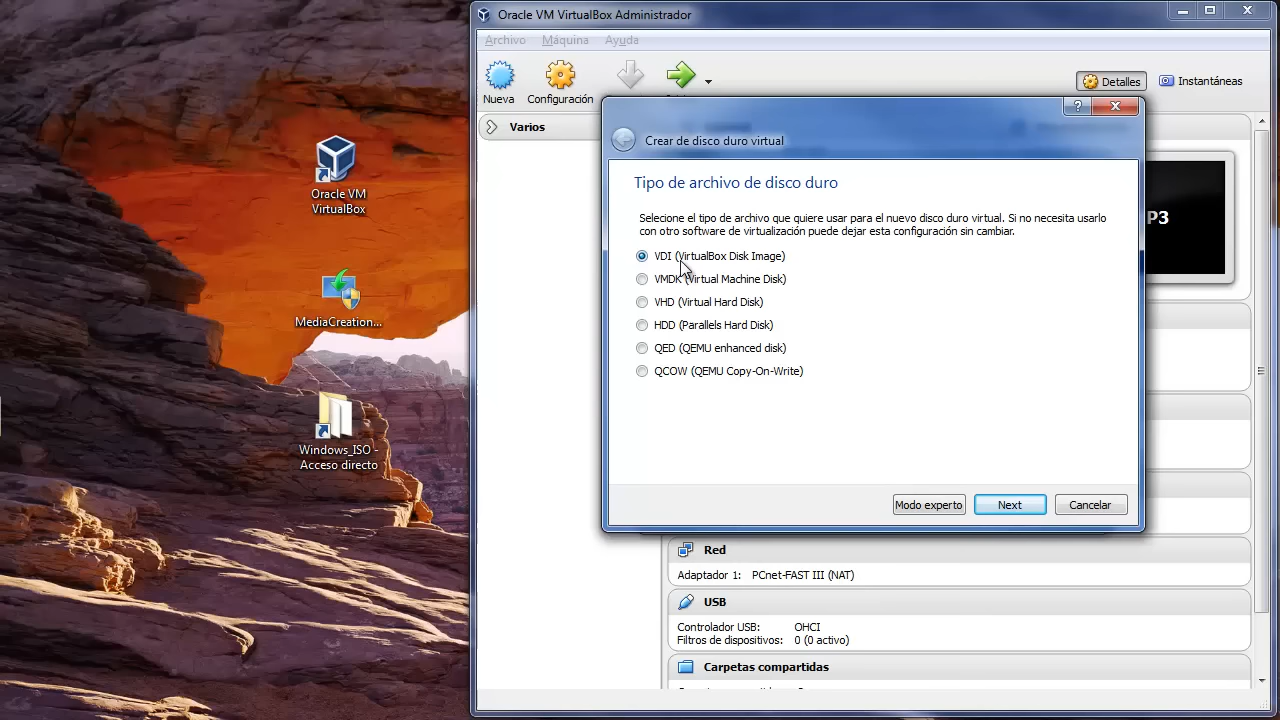 Oracle VM VirtualBox Administrador
Archivo Máquina Ayuda
Nueva Configuración
Detalles Instantáneas
Varios
Crear de disco duro virtual
Tipo de archivo de disco duro
Selecione el tipo de archivo que quiere usar para el nuevo disco duro virtual. Si no necesita usarlo
con otro software de virtualización puede dejar esta configuración sin cambiar.
VDI (VirtualBox Disk Image)
VMDK (Virtual Machine Disk)
VHD (Virtual Hard Disk)
HDD (Parallels Hard Disk)
QED (QEMU enhanced disk)
QCOW (QEMU Copy-On-Write)
Modo experto Next Cancelar
P3
Red
Adaptador 1: PCnet-FAST III (NAT)
USB
Controlador USB: OHCI
Filtros de dispositivos: 0 (0 activo)
Carpetas compartidas
Oracle VM
VirtualBox
MediaCreation...
Windows_ISO -
Acceso directo